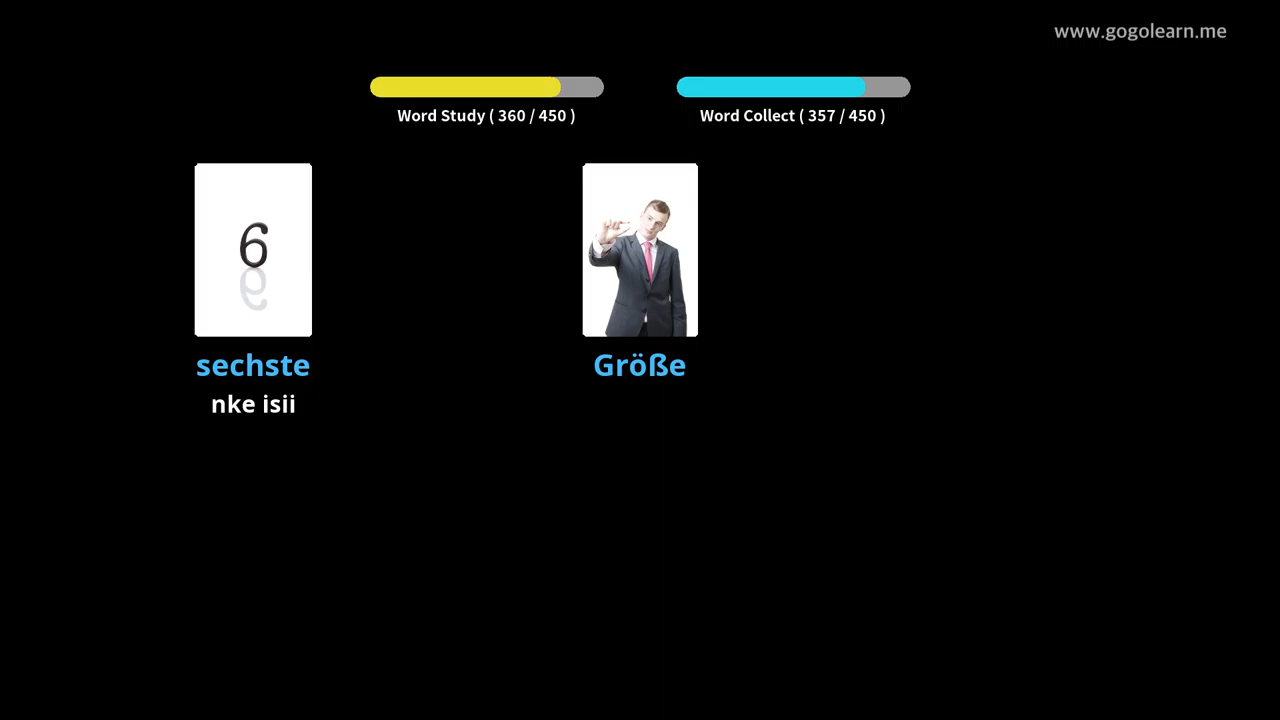 www.gogolearn.me
Word Study ( 360 / 450 )
Word Collect ( 357 / 450 )
6
sechste
nke isii
Größe